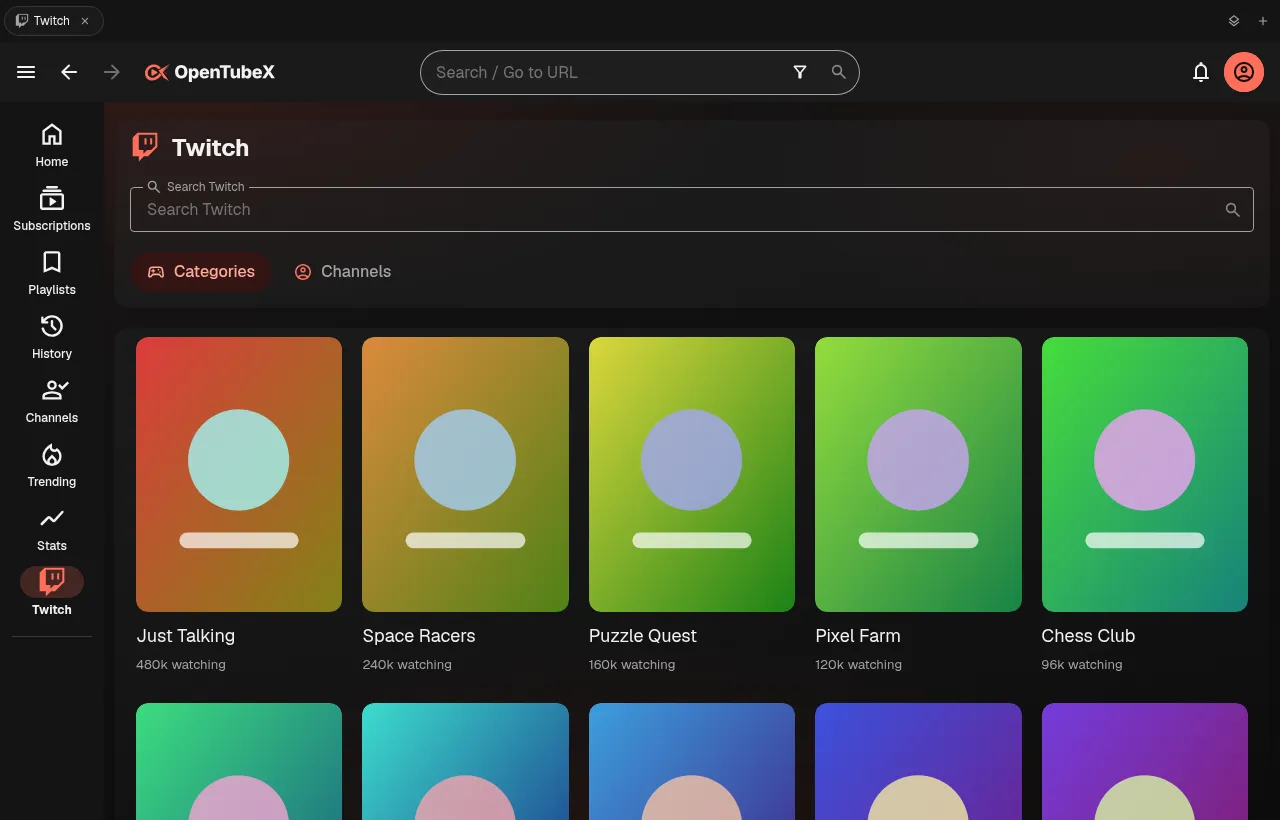 Twitch
OpenTubeX
Search / Go to URL
Home
Subscriptions
Playlists
History
Channels
Trending
Stats
Twitch
Twitch
Search Twitch
Search Twitch
Categories
Channels
Just Talking
480k watching
Space Racers
240k watching
Puzzle Quest
160k watching
Pixel Farm
120k watching
Chess Club
96k watching